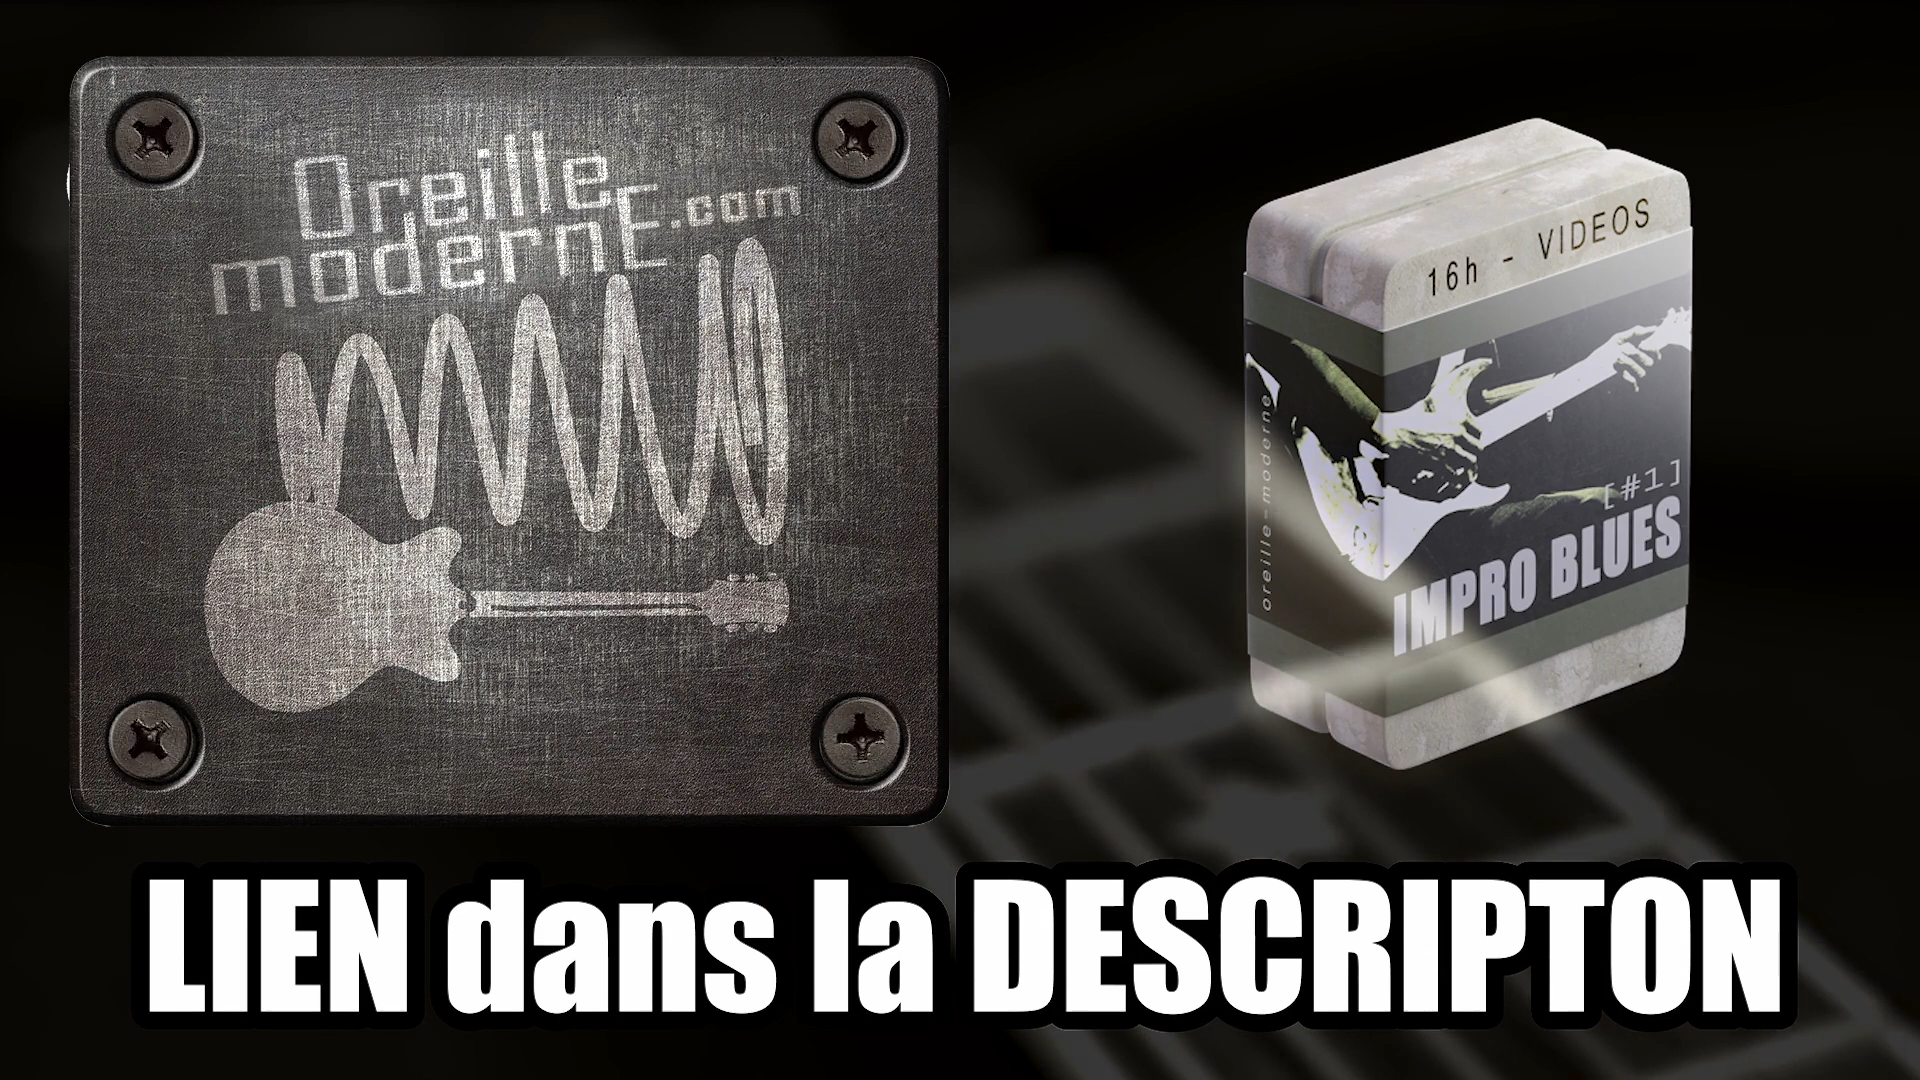 Oreille
modernE.com
16h - VIDEOS
oreille-moderne
[#1]
IMPRO BLUES
LIEN dans la DESCRIPTON